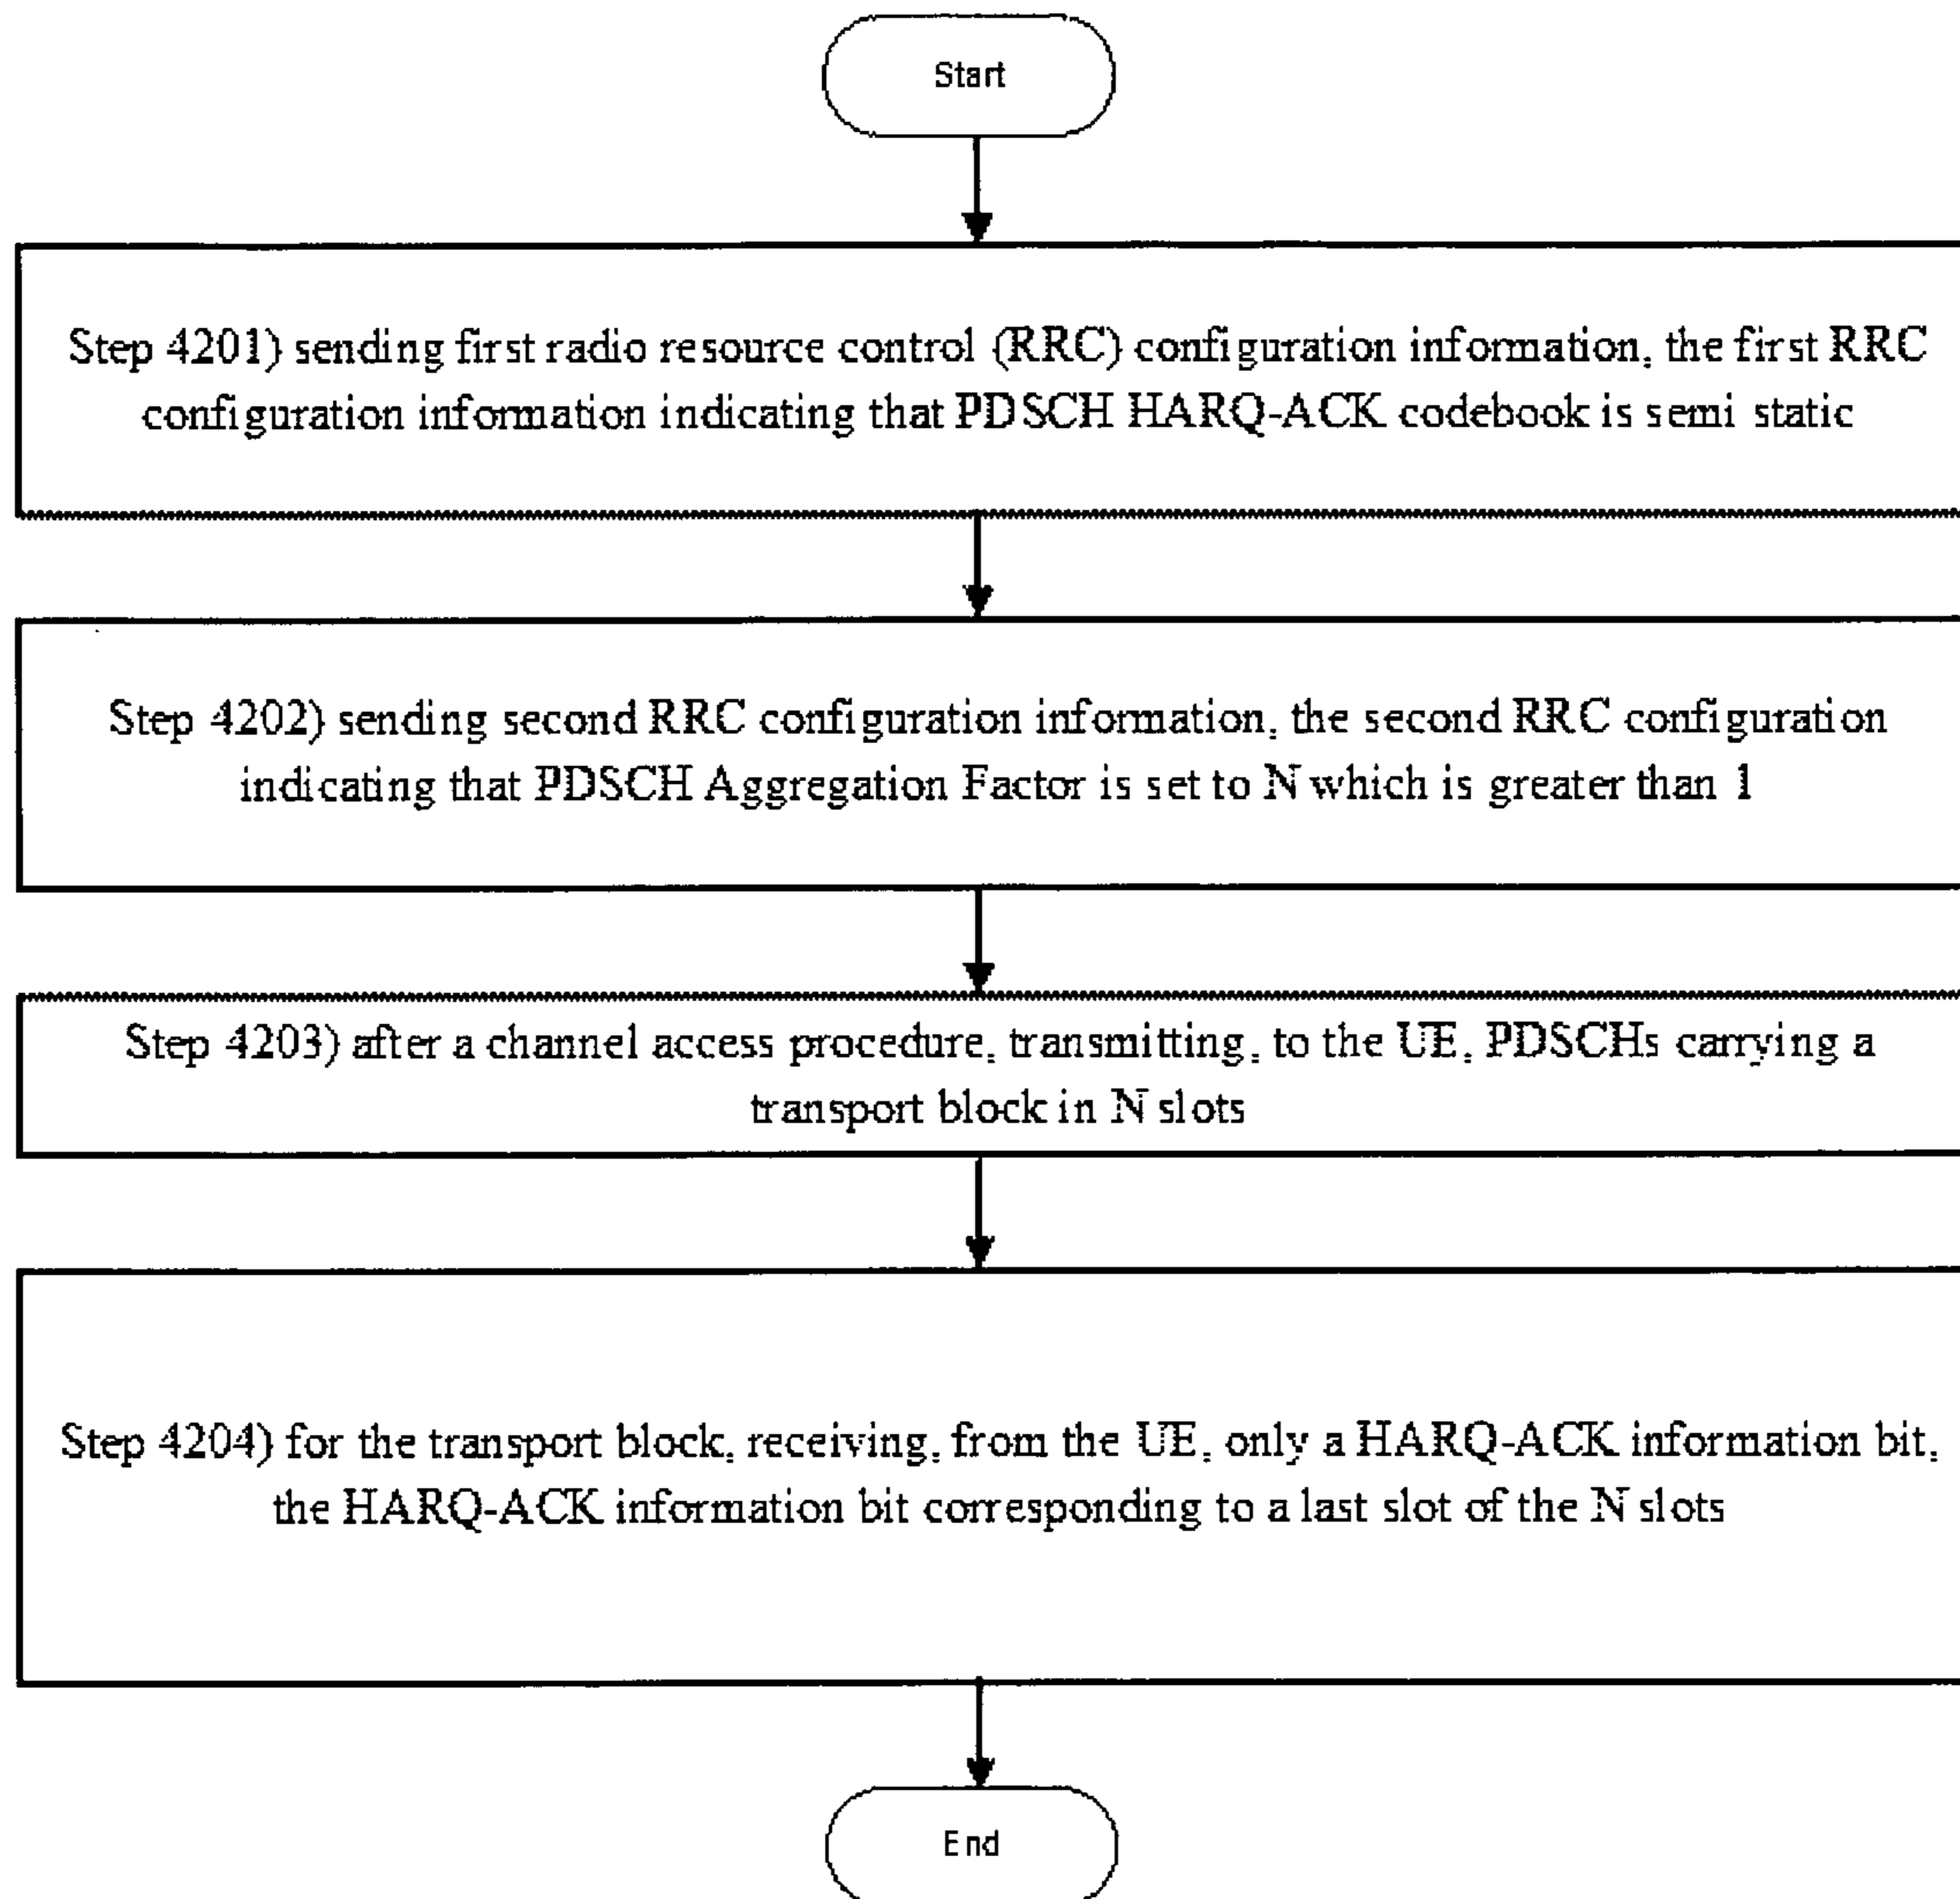 Start
Step 4201) sending first radio resource control (RRC) configuration information, the first RRC
configuration information indicating that PDSCH HARQ-ACK codebook is semi static
Step 4202) sending second RRC configuration information, the second RRC configuration
indicating that PDSCH Aggregation Factor is set to N which is greater than 1
Step 4203) after a channel access procedure, transmitting, to the UE, PDSCHs carrying a
transport block in N slots
Step 4204) for the transport block, receiving, from the UE, only a HARQ-ACK information bit,
the HARQ-ACK information bit corresponding to a last slot of the N slots
End